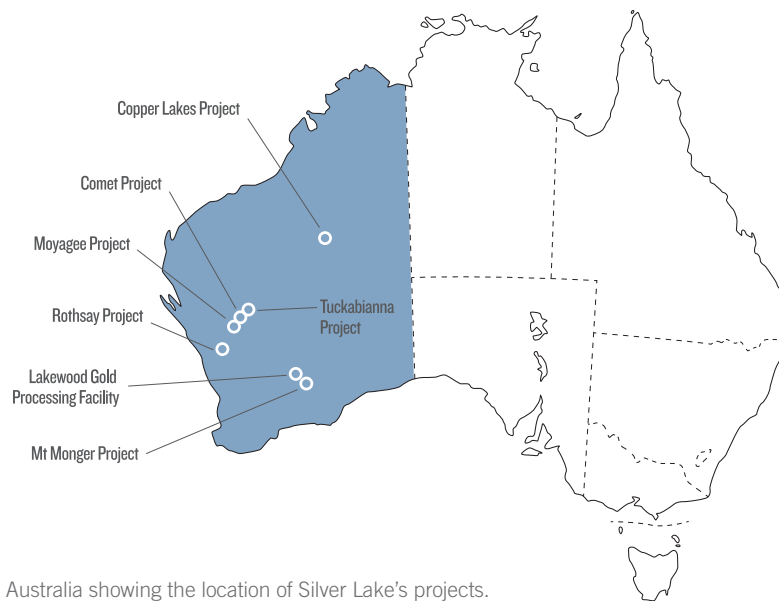 Copper Lakes Project
Comet Project
Moyagee Project
Rothsay Project
Tuckabianna
Project
Lakewood Gold
Processing Facility
Mt Monger Project
Australia showing the location of Silver Lake's projects.